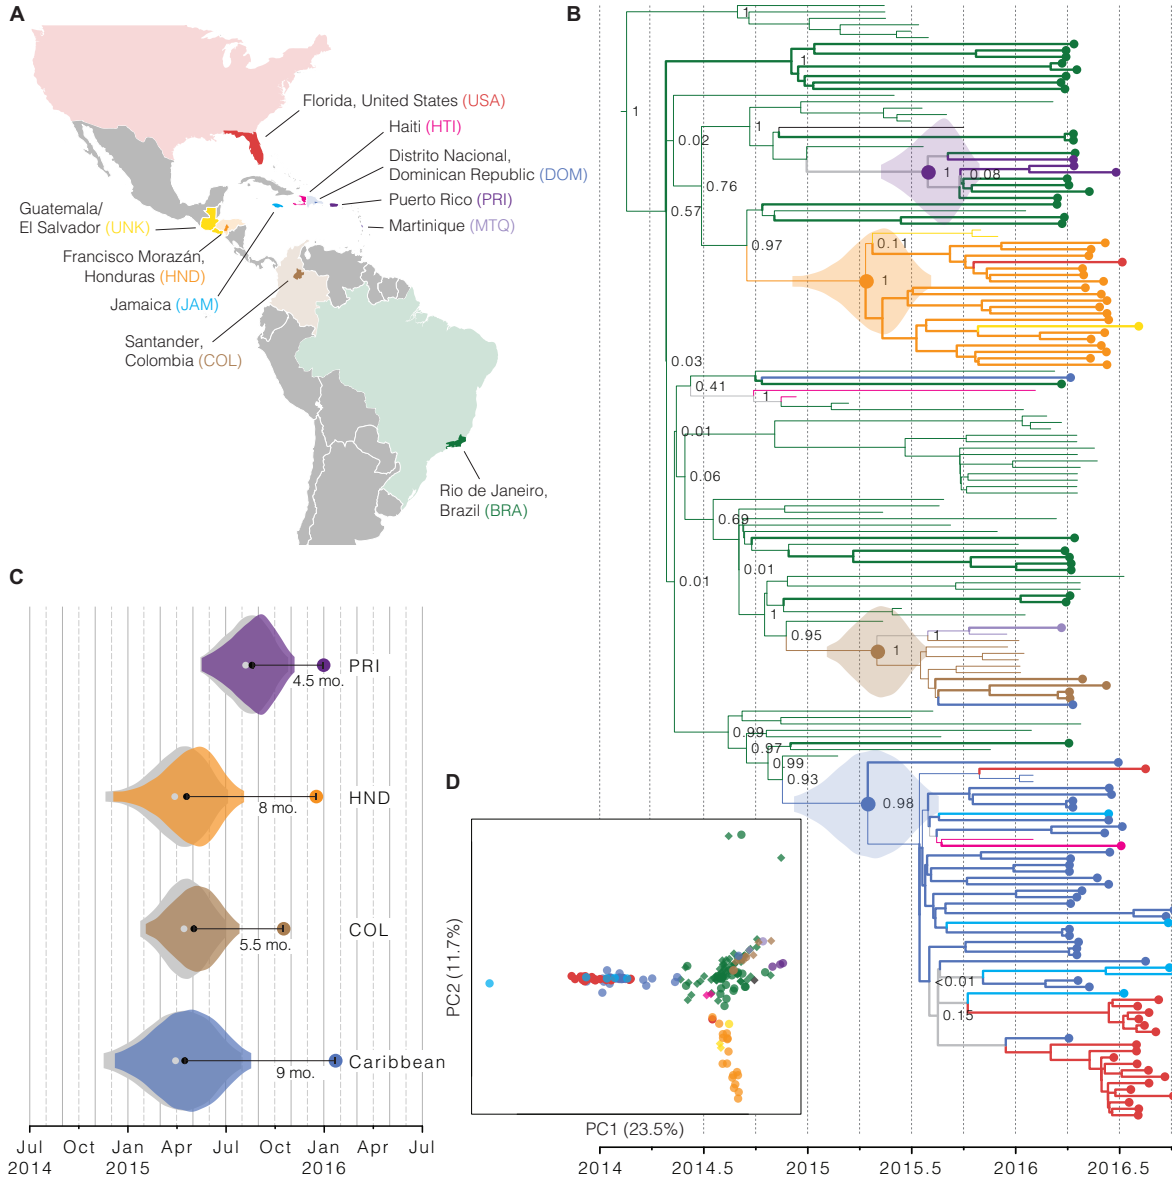 A
Florida, United States (USA)
Haiti (HTI)
Distrito Nacional,
Dominican Republic (DOM)
Puerto Rico (PRI)
Martinique (MTQ)
Guatemala/
El Salvador (UNK)
Francisco Morazán,
Honduras (HND)
Jamaica (JAM)
Santander,
Colombia (COL)
Rio de Janeiro,
Brazil (BRA)
B
1
1
1
0.02
1
0.76
1
0.08
0.57
0.97
0.11
1
0.03
0.41
1
0.01
0.06
0.69
0.01
0.01
1
0.95
1
1
0.99
0.97
0.99
0.93
0.98
<0.01
0.15
2014
2014.5
2015
2015.5
2016
2016.5
C
PRI
4.5 mo.
HND
8 mo.
COL
5.5 mo.
Caribbean
9 mo.
Jul Oct Jan Apr Jul Oct Jan Apr Jul
2014 2015 2016
D
PC2 (11.7%)
PC1 (23.5%)